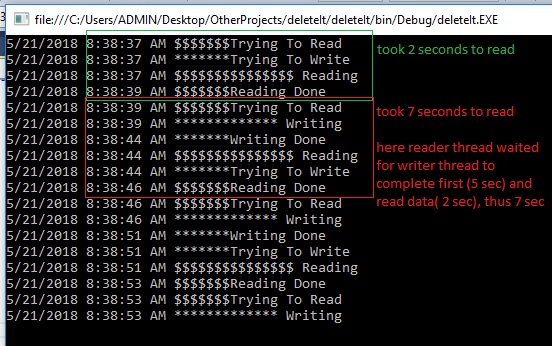 file:///C:/Users/ADMIN/Desktop/OtherProjects/deleteIt/deleteIt/bin/Debug/deleteIt.EXE
5/21/2018 8:38:37 AM $$$$$$$Trying To Read
5/21/2018 8:38:37 AM *******Trying To Write
5/21/2018 8:38:37 AM $$$$$$$$$$$$$$$ Reading
5/21/2018 8:38:39 AM $$$$$$$Reading Done
took 2 seconds to read
5/21/2018 8:38:39 AM $$$$$$$Trying To Read
5/21/2018 8:38:39 AM ************* Writing
5/21/2018 8:38:44 AM *******Writing Done
5/21/2018 8:38:44 AM $$$$$$$$$$$$$$$ Reading
5/21/2018 8:38:44 AM *******Trying To Write
5/21/2018 8:38:46 AM $$$$$$$Reading Done
took 7 seconds to read
here reader thread waited
for writer thread to
complete first (5 sec) and
read data( 2 sec), thus 7 sec
5/21/2018 8:38:46 AM $$$$$$$Trying To Read
5/21/2018 8:38:46 AM ************* Writing
5/21/2018 8:38:51 AM *******Writing Done
5/21/2018 8:38:51 AM *******Trying To Write
5/21/2018 8:38:51 AM $$$$$$$$$$$$$$$ Reading
5/21/2018 8:38:53 AM $$$$$$$Reading Done
5/21/2018 8:38:53 AM $$$$$$$Trying To Read
5/21/2018 8:38:53 AM ************* Writing